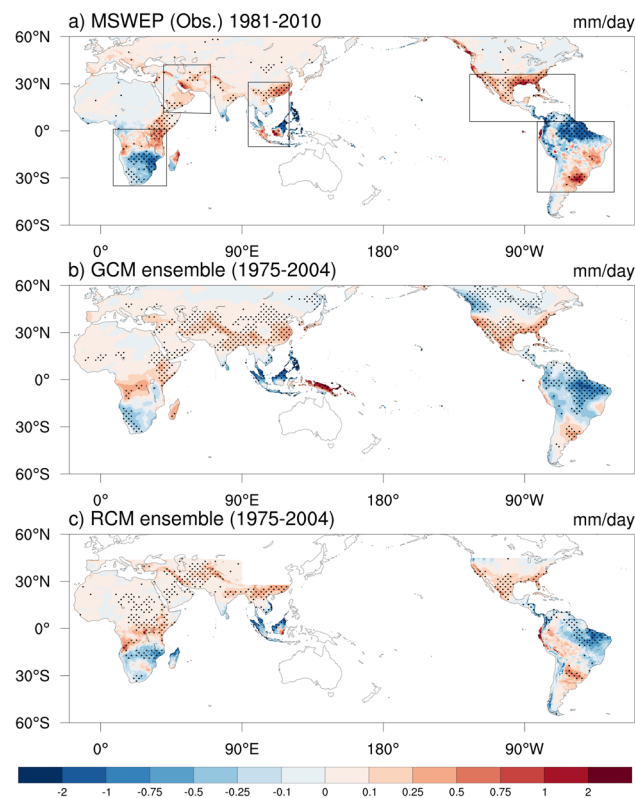 a) MSWEP (Obs.) 1981-2010 mm/day
60°N
30°N
0°
30°S
60°S
0° 90°E 180° 90°W
b) GCM ensemble (1975-2004) mm/day
60°N
30°N
0°
30°S
60°S
0° 90°E 180° 90°W
c) RCM ensemble (1975-2004) mm/day
60°N
30°N
0°
30°S
60°S
0° 90°E 180° 90°W
-2 -1 -0.75 -0.5 -0.25 -0.1 0 0.1 0.25 0.5 0.75 1 2